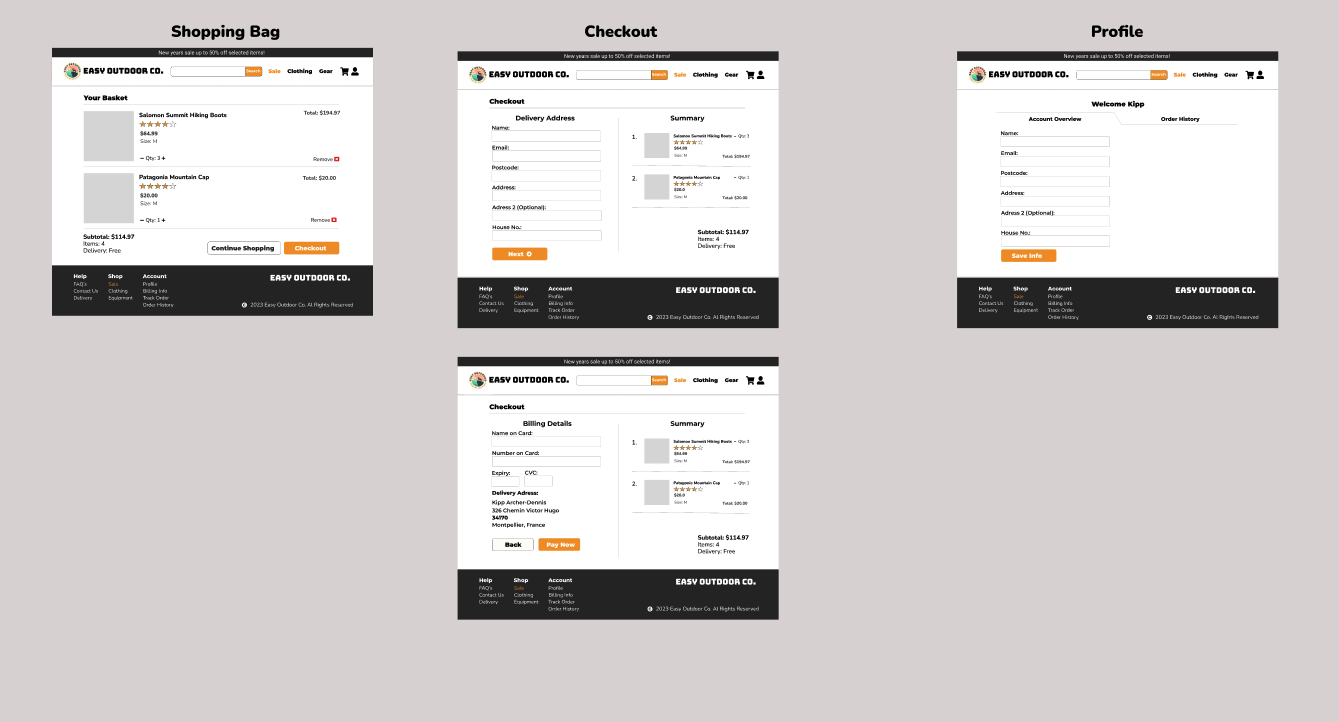 Shopping Bag
New years sale up to 50% off selected items!
EASY OUTDOOR CO.
Search
Sale
Clothing
Gear
Your Basket
Salomon Summit Hiking Boots
Total: $194.97
$64.99
Size: M
Qty: 3
Remove
Patagonia Mountain Cap
Total: $20.00
$20.00
Size: M
Qty: 1
Remove
Subtotal: $114.97
Items: 4
Delivery: Free
Continue Shopping
Checkout
Help
Shop
Account
FAQ's
Sale
Profile
Contact Us
Clothing
Billing Info
Delivery
Equipment
Track Order
Order History
EASY OUTDOOR CO.
2023 Easy Outdoor Co. Al Rights Reserved
Checkout
New years sale up to 50% off selected items!
EASY OUTDOOR CO.
Search
Sale
Clothing
Gear
Checkout
Delivery Address
Name:
Email:
Postcode:
Address:
Adress 2 (Optional):
House No.:
Next
Summary
1.
Salomon Summit Hiking Boots
Qty: 3
$64.99
Size: M
Total: $194.97
2.
Patagonia Mountain Cap
Qty: 1
$20.0
Size: M
Total: $20.00
Subtotal: $114.97
Items: 4
Delivery: Free
Help
Shop
Account
FAQ's
Sale
Profile
Contact Us
Clothing
Billing Info
Delivery
Equipment
Track Order
Order History
EASY OUTDOOR CO.
2023 Easy Outdoor Co. Al Rights Reserved
New years sale up to 50% off selected items!
EASY OUTDOOR CO.
Search
Sale
Clothing
Gear
Checkout
Billing Details
Name on Card:
Number on Card:
Expiry:
CVC:
Delivery Adress:
Kipp Archer-Dennis
326 Chemin Victor Hugo
34170
Montpellier, France
Back
Pay Now
Summary
1.
Salomon Summit Hiking Boots
Qty: 3
$64.99
Size: M
Total: $194.97
2.
Patagonia Mountain Cap
Qty: 1
$20.0
Size: M
Total: $20.00
Subtotal: $114.97
Items: 4
Delivery: Free
Help
Shop
Account
FAQ's
Sale
Profile
Contact Us
Clothing
Billing Info
Delivery
Equipment
Track Order
Order History
EASY OUTDOOR CO.
2023 Easy Outdoor Co. Al Rights Reserved
Profile
New years sale up to 50% off selected items!
EASY OUTDOOR CO.
Search
Sale
Clothing
Gear
Welcome Kipp
Account Overview
Order History
Name:
Email:
Postcode:
Address:
Adress 2 (Optional):
House No.:
Save Info
Help
Shop
Account
FAQ's
Sale
Profile
Contact Us
Clothing
Billing Info
Delivery
Equipment
Track Order
Order History
EASY OUTDOOR CO.
2023 Easy Outdoor Co. Al Rights Reserved